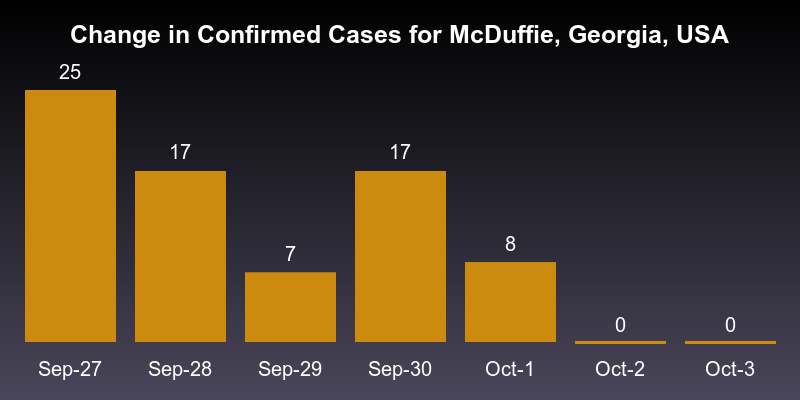 Change in Confirmed Cases for McDuffie, Georgia, USA
25
17
7
17
8
0
0
Sep-27
Sep-28
Sep-29
Sep-30
Oct-1
Oct-2
Oct-3